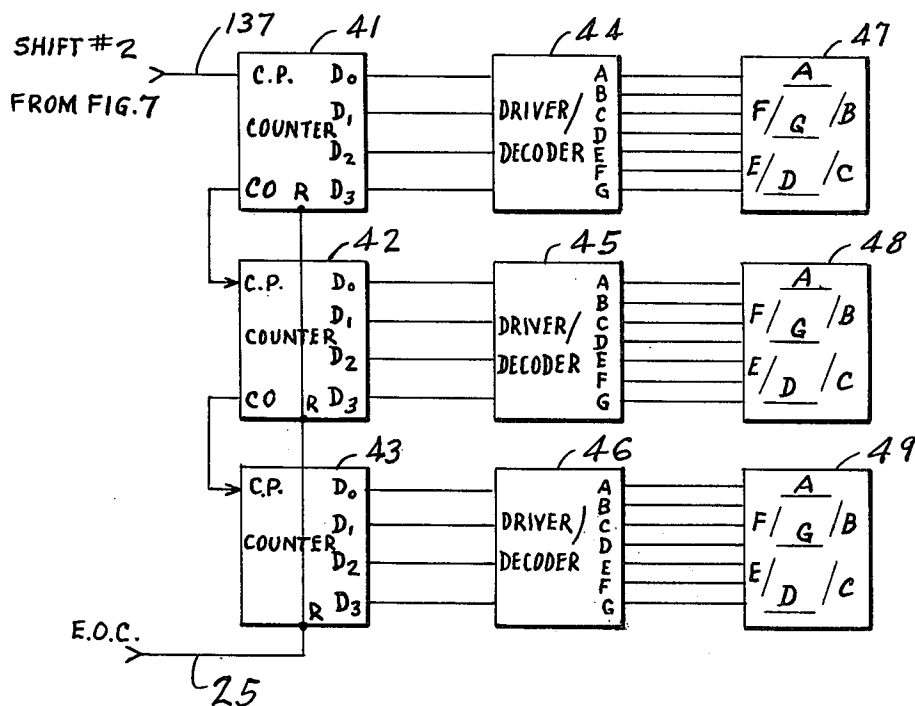 137 41 44 47
SHIFT #2
FROM FIG.7
C.P. D0
COUNTER D1
D2
CO R D3
DRIVER/
DECODER
A
B
C
D
E
F
G
A
F/ G /B
E/ D /C
42 45 48
C.P. D0
D1
COUNTER
D2
CO R D3
DRIVER/
DECODER
A
B
C
D
E
F
G
A
F/ G /B
E/ D /C
43 46 49
C.P. D0
D1
COUNTER
D2
R D3
DRIVER/
DECODER
A
B
C
D
E
F
G
A
F/ G /B
E/ D /C
E.O.C.
25